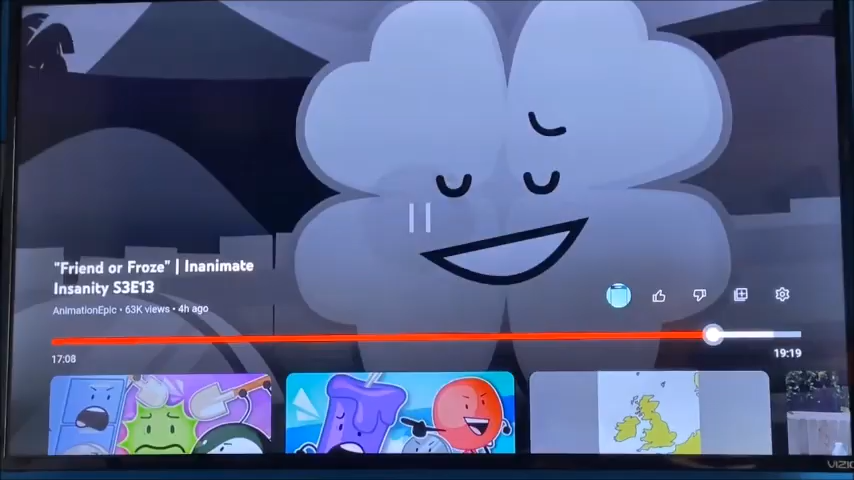 "Friend or Froze" | Inanimate
Insanity S3E13
AnimationEpic • 63K views • 4h ago
17:08
19:19
VIZIO